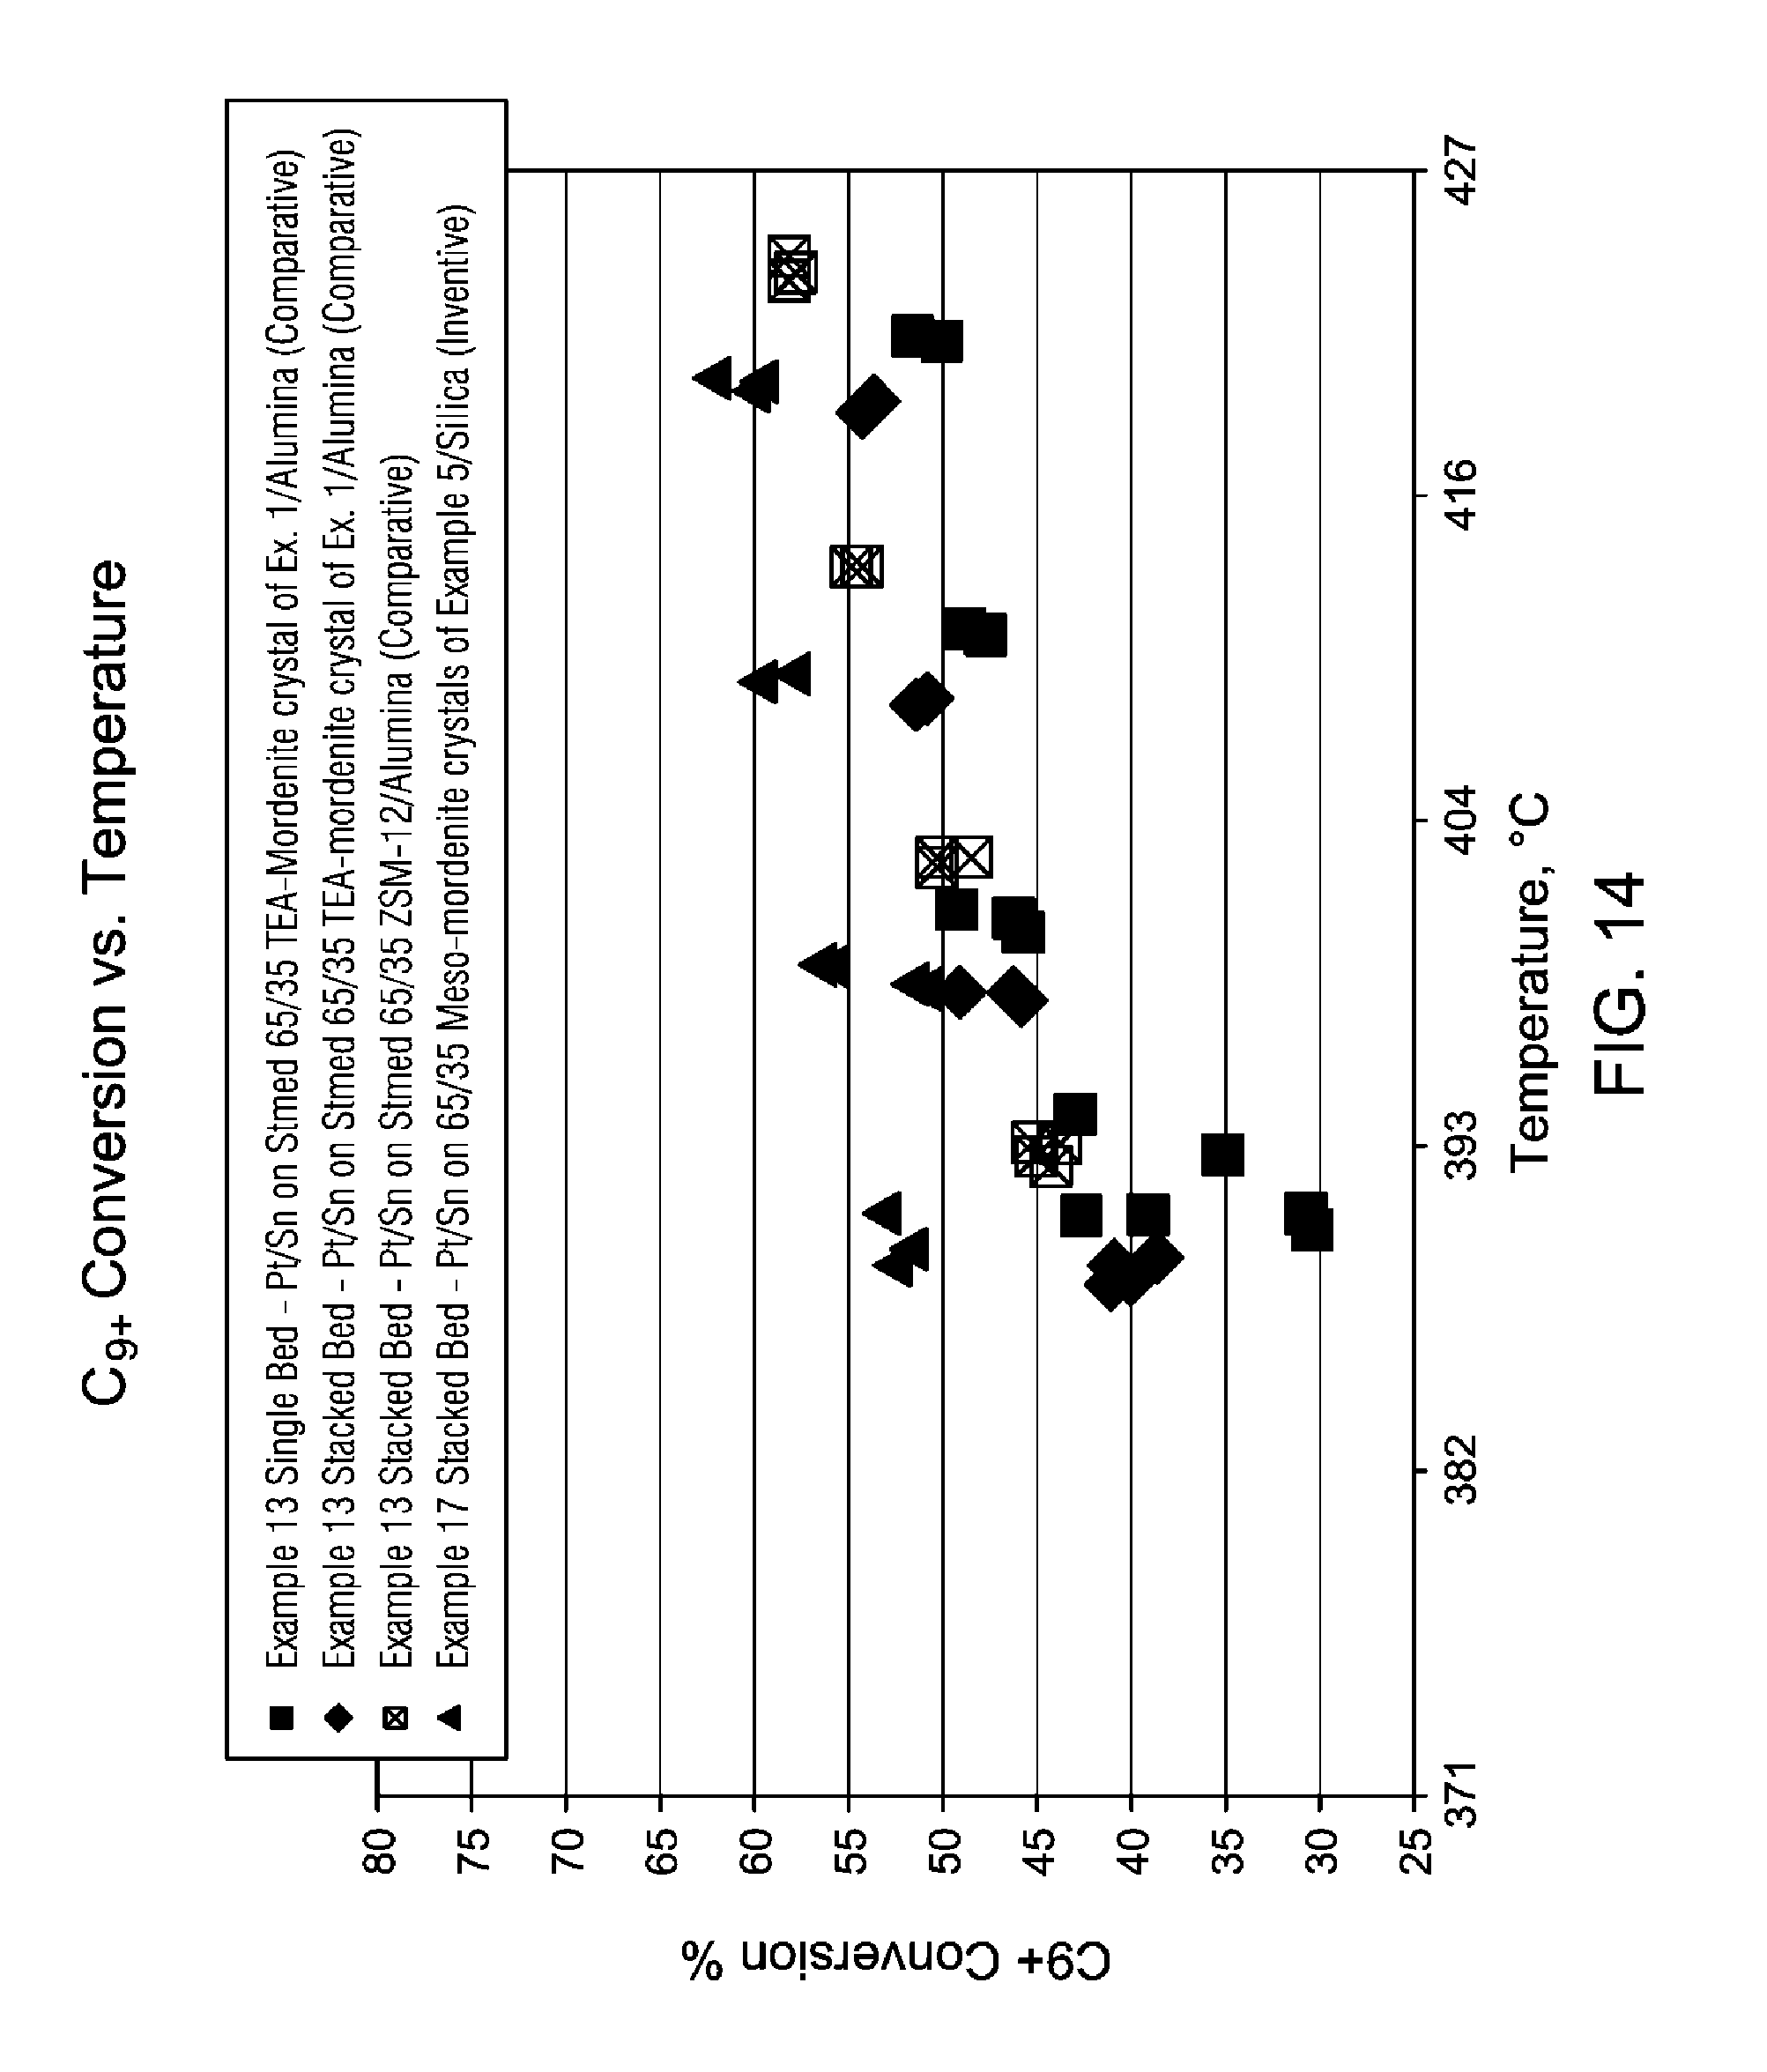 C9+ Conversion vs. Temperature
Example 13 Single Bed - Pt/Sn on Stmed 65/35 TEA-Mordenite crystal of Ex. 1/Alumina (Comparative)
Example 13 Stacked Bed - Pt/Sn on Stmed 65/35 TEA-mordenite crystal of Ex. 1/Alumina (Comparative)
Example 13 Stacked Bed - Pt/Sn on Stmed 65/35 ZSM-12/Alumina (Comparative)
Example 17 Stacked Bed - Pt/Sn on 65/35 Meso-mordenite crystals of Example 5/Silica (Inventive)
C9+ Conversion %
80
75
70
65
60
55
50
45
40
35
30
25
371 382 393 404 416 427
Temperature, °C
FIG. 14